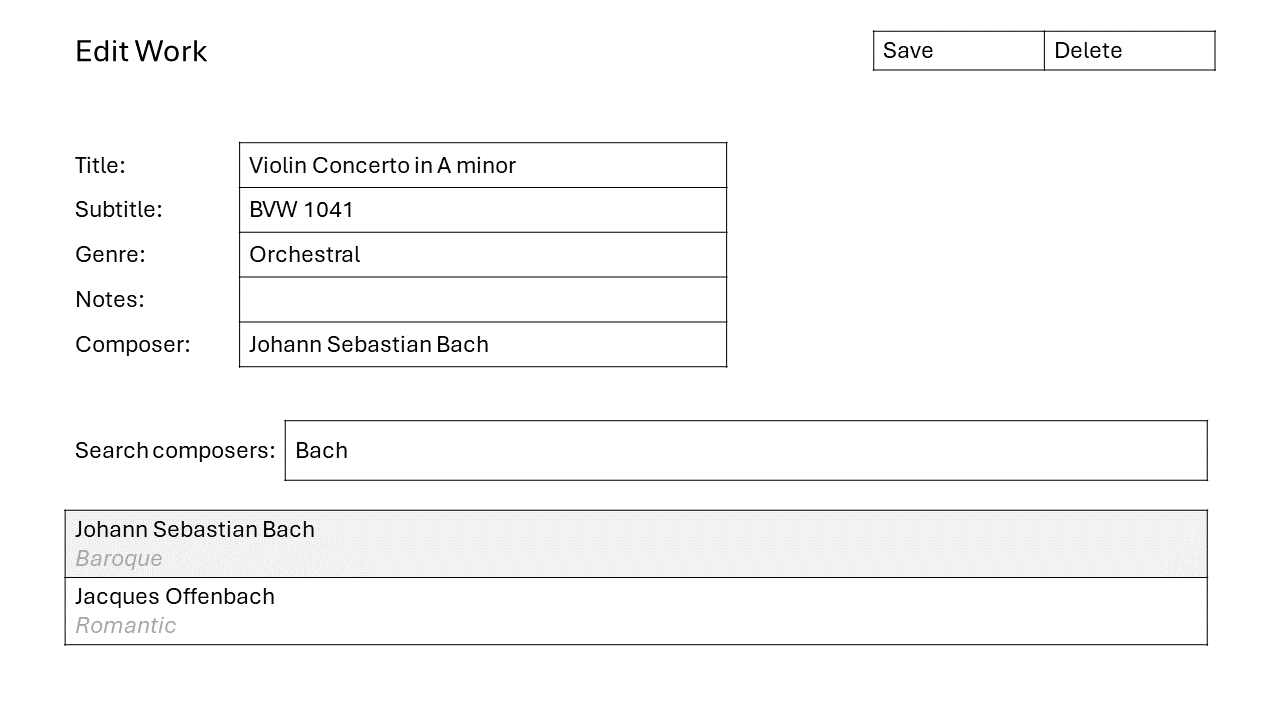 Edit Work
Save Delete
Title: Violin Concerto in A minor
Subtitle: BVW 1041
Genre: Orchestral
Notes:
Composer: Johann Sebastian Bach
Search composers: Bach
Johann Sebastian Bach
Baroque
Jacques Offenbach
Romantic